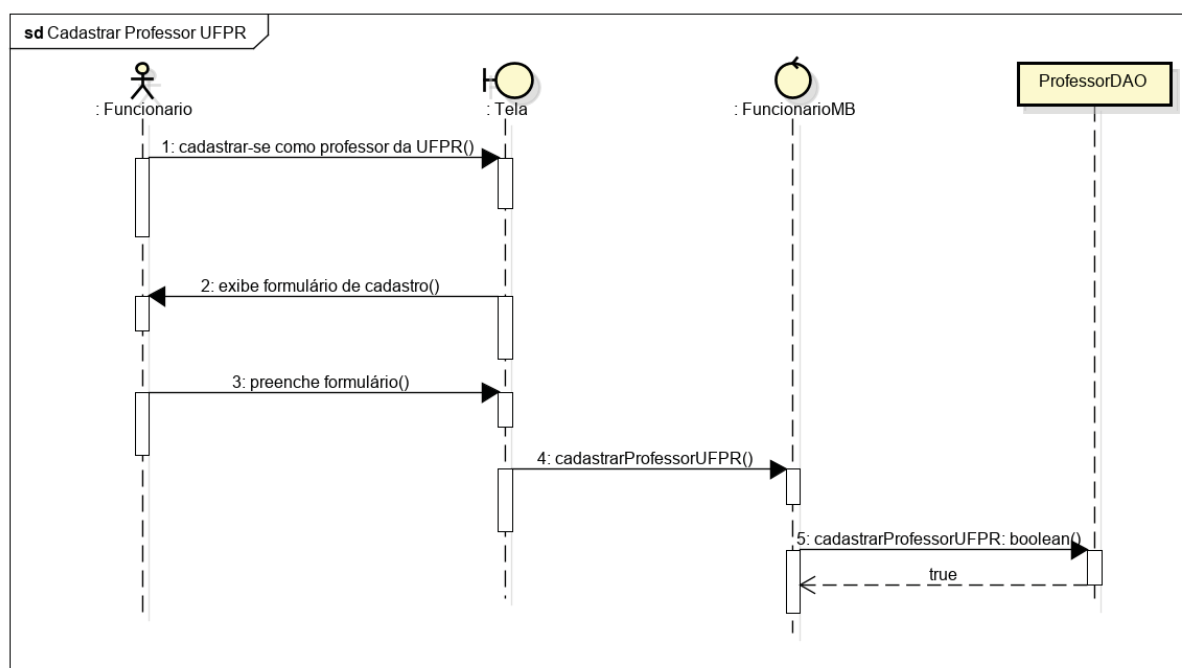 sd Cadastrar Professor UFPR
: Funcionario
: Tela
: FuncionarioMB
ProfessorDAO
1: cadastrar-se como professor da UFPR()
2: exibe formulário de cadastro()
3: preenche formulário()
4: cadastrarProfessorUFPR()
5: cadastrarProfessorUFPR: boolean()
true